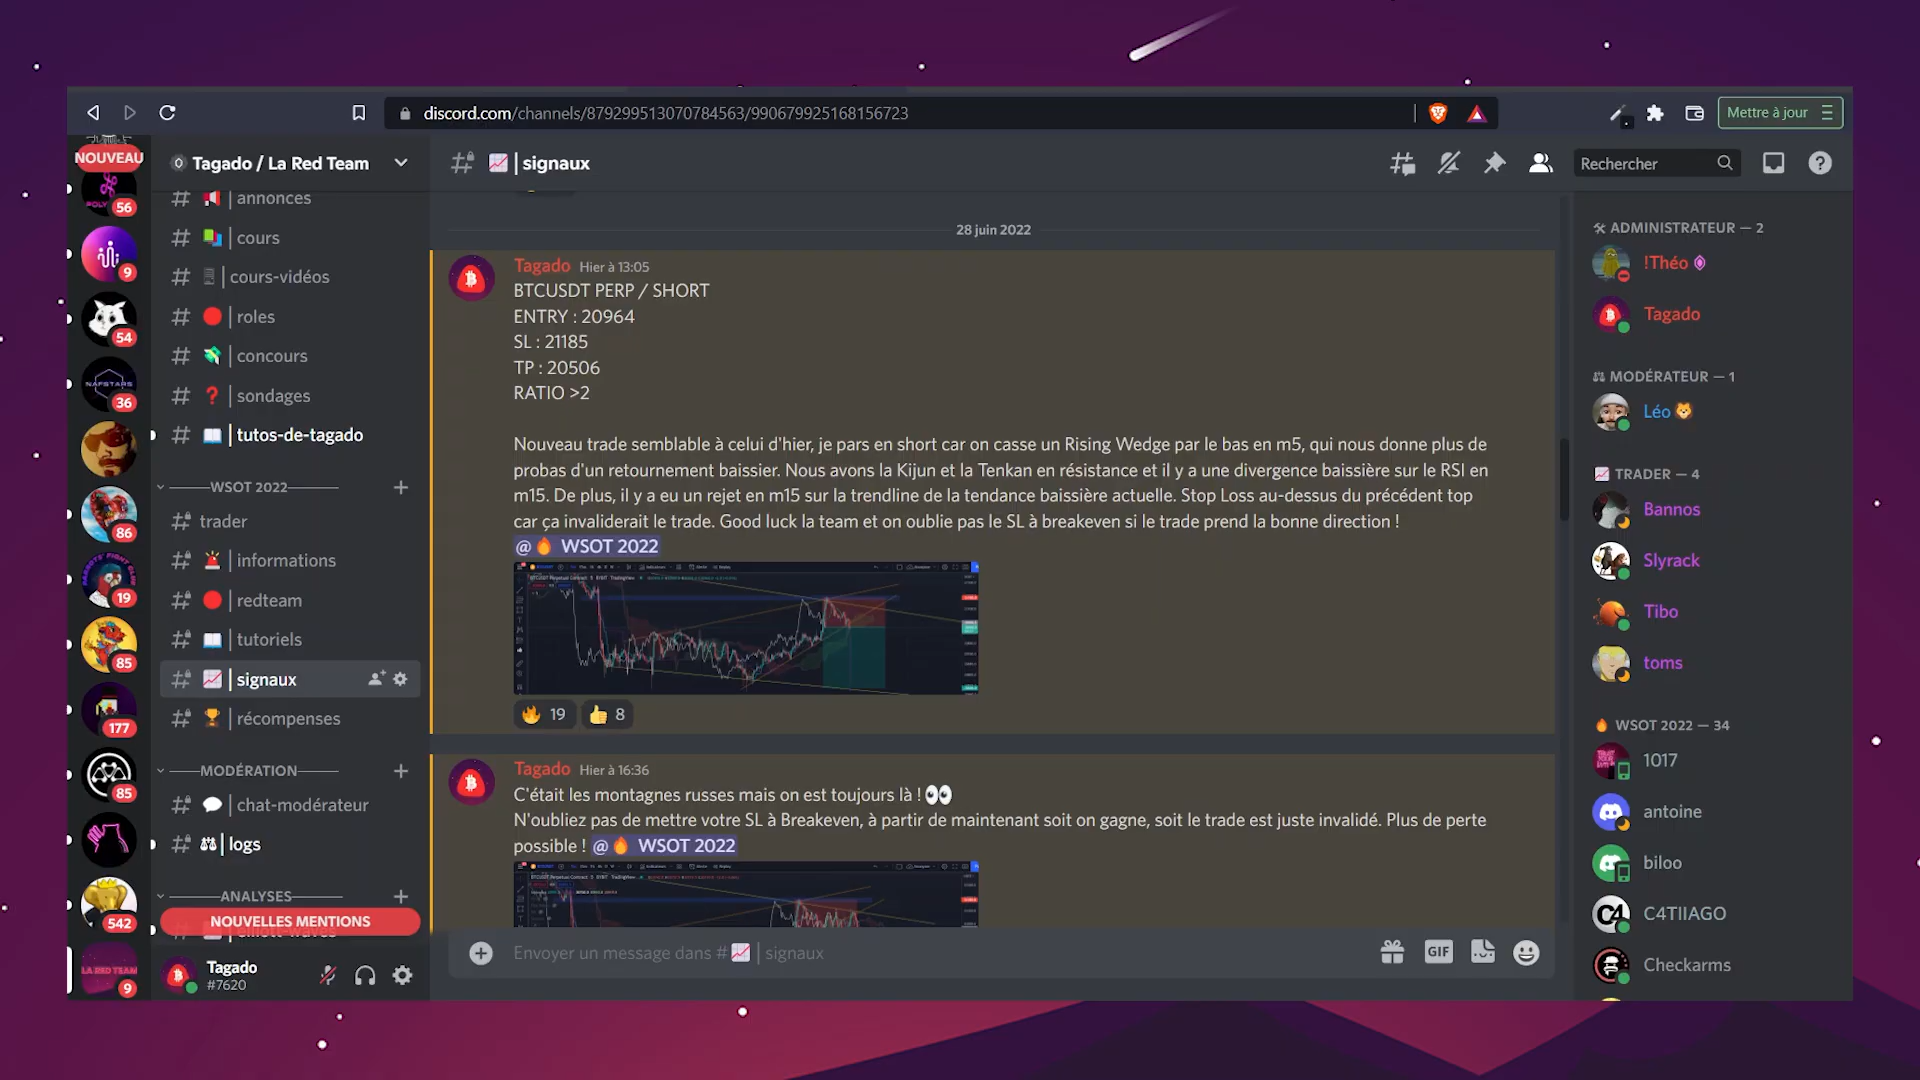 discord.com/channels/879299513070784563/990679925168156723
Mettre à jour
NOUVEAU
56
9
54
NAFSTARS
36
86
19
85
177
85
542
LA RED TEAM
9
Tagado / La Red Team
# | annonces
# | cours
# | cours-vidéos
# | roles
# | concours
# | sondages
# | tutos-de-tagado
WSOT 2022
# trader
# | informations
# | redteam
# | tutoriels
# | signaux
# | récompenses
MODÉRATION
# | chat-modérateur
# | logs
ANALYSES
NOUVELLES MENTIONS
Tagado
#7620
# | signaux
Rechercher
28 juin 2022
Tagado Hier à 13:05
BTCUSDT PERP / SHORT
ENTRY : 20964
SL : 21185
TP : 20506
RATIO >2
Nouveau trade semblable à celui d'hier, je pars en short car on casse un Rising Wedge par le bas en m5, qui nous donne plus de
probas d'un retournement baissier. Nous avons la Kijun et la Tenkan en résistance et il y a une divergence baissière sur le RSI en
m15. De plus, il y a eu un rejet en m15 sur la trendline de la tendance baissière actuelle. Stop Loss au-dessus du précédent top
car ça invaliderait le trade. Good luck la team et on oublie pas le SL à breakeven si le trade prend la bonne direction !
@🔥 WSOT 2022
🔥 19 👍 8
Tagado Hier à 16:36
C'était les montagnes russes mais on est toujours là ! 👀
N'oubliez pas de mettre votre SL à Breakeven, à partir de maintenant soit on gagne, soit le trade est juste invalidé. Plus de perte
possible ! @🔥 WSOT 2022
Envoyer un message dans #📈 | signaux
GIF
ADMINISTRATEUR — 2
!Théo
Tagado
MODÉRATEUR — 1
Léo
TRADER — 4
Bannos
Slyrack
Tibo
toms
WSOT 2022 — 34
1017
antoine
biloo
C4TIIAGO
Checkarms